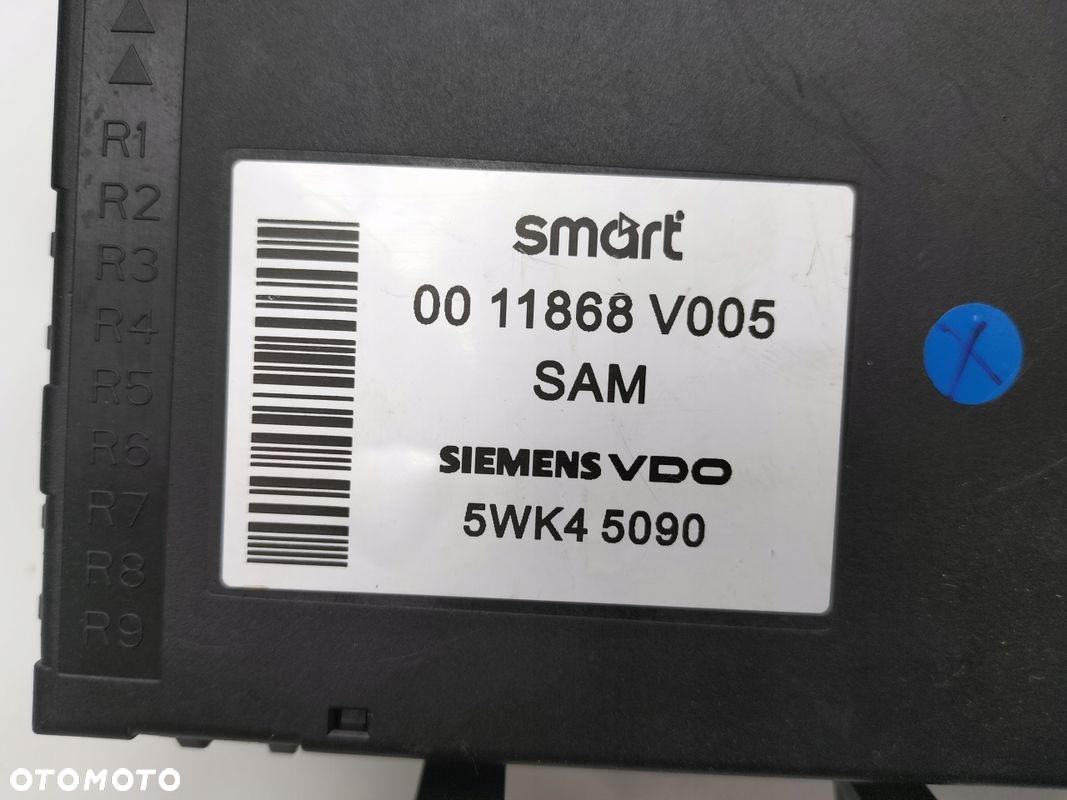 R1
R2
R3
R4
R5
R6
R7
R8
R9
smart
00 11868 V005
SAM
SIEMENS VDO
5WK4 5090
X
OTOMOTO